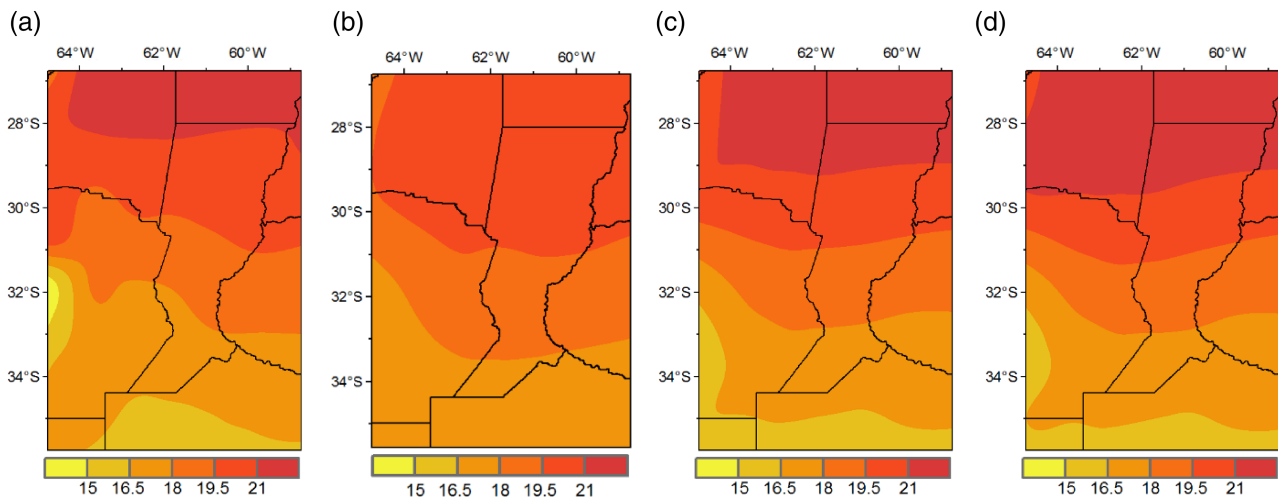 (a) (b) (c) (d)
64°W 62°W 60°W 64°W 62°W 60°W 64°W 62°W 60°W 64°W 62°W 60°W
28°S 28°S 28°S 28°S
30°S 30°S 30°S 30°S
32°S 32°S 32°S 32°S
34°S 34°S 34°S 34°S
15 16.5 18 19.5 21 15 16.5 18 19.5 21 15 16.5 18 19.5 21 15 16.5 18 19.5 21